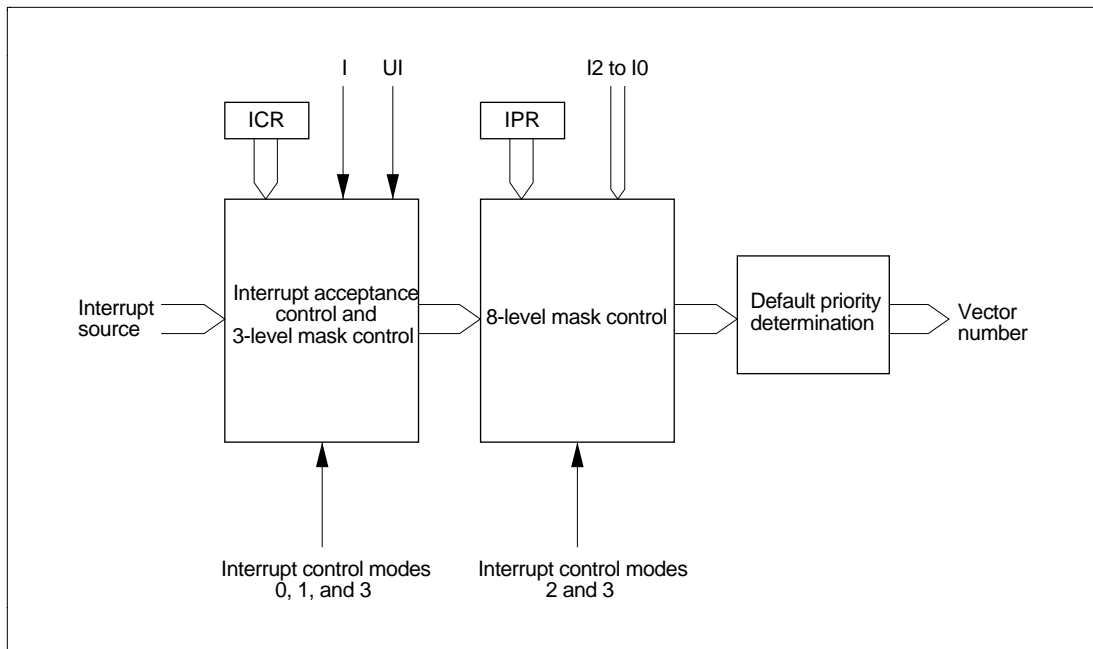 I
UI
I2 to I0
ICR
IPR
Interrupt
source
Interrupt acceptance
control and
3-level mask control
8-level mask control
Default priority
determination
Vector
number
Interrupt control modes
0, 1, and 3
Interrupt control modes
2 and 3